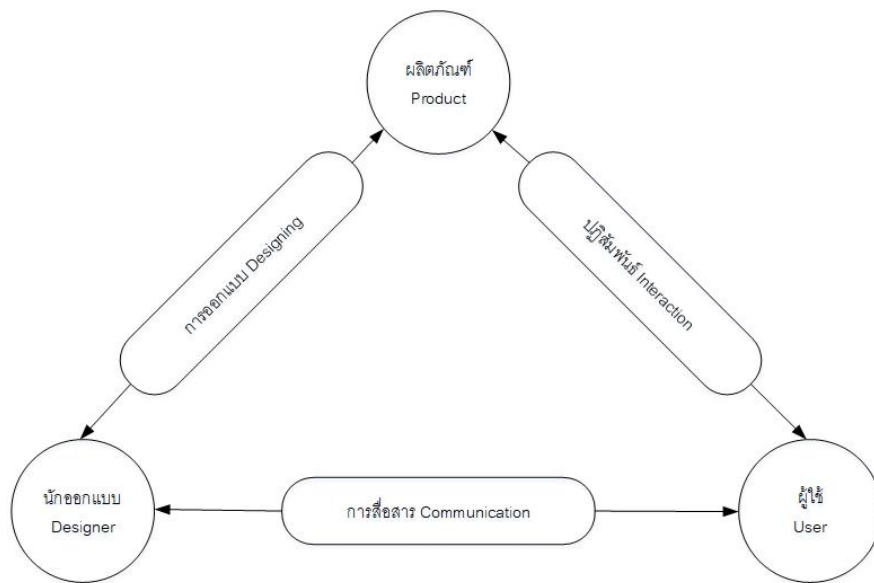 ผลิตภัณฑ์
Product
การออกแบบ Designing
ปฏิสัมพันธ์ Interaction
นักออกแบบ
Designer
การสื่อสาร Communication
ผู้ใช้
User